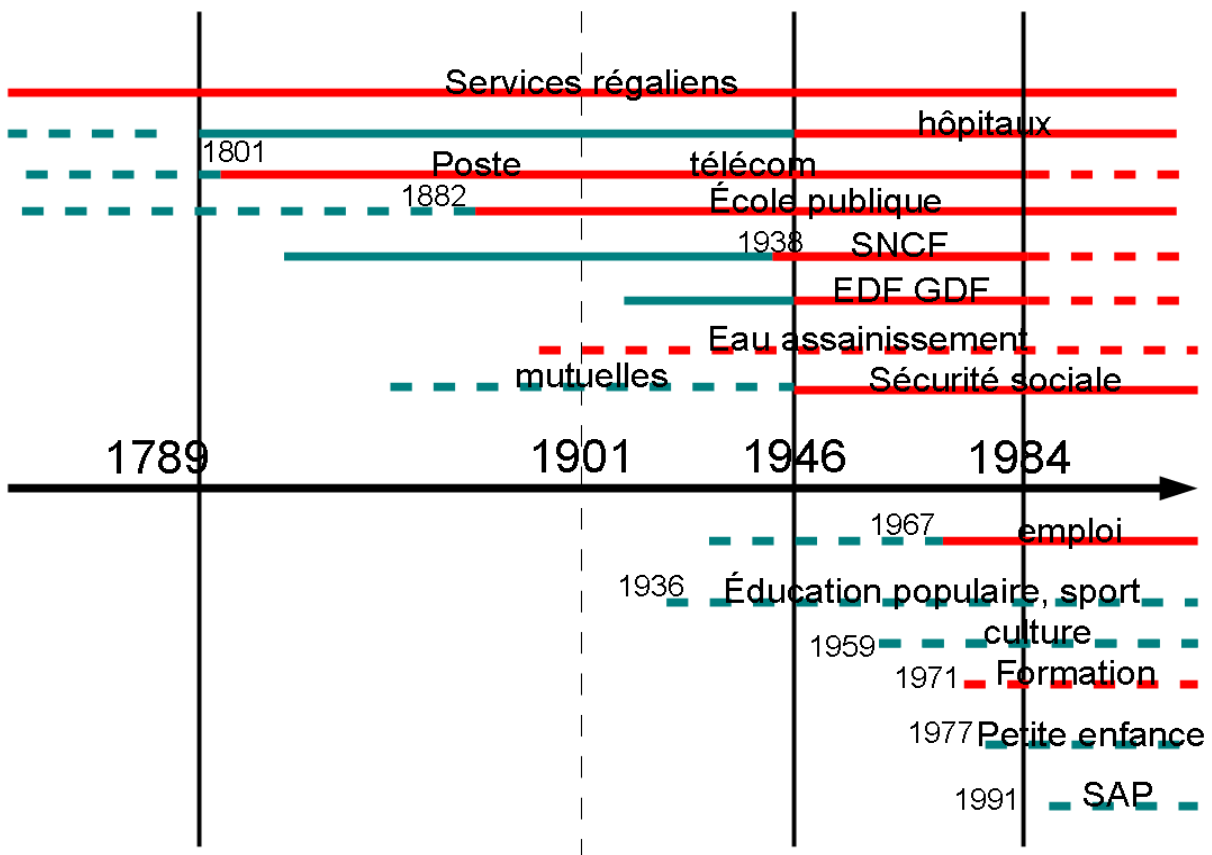 Services régaliens
hôpitaux
1801
Poste télécom
1882
École publique
1938 SNCF
EDF GDF
Eau assainissement
mutuelles
Sécurité sociale
1789 1901 1946 1984
1967 emploi
1936 Éducation populaire, sport
culture
1959
1971 Formation
1977 Petite enfance
1991 SAP